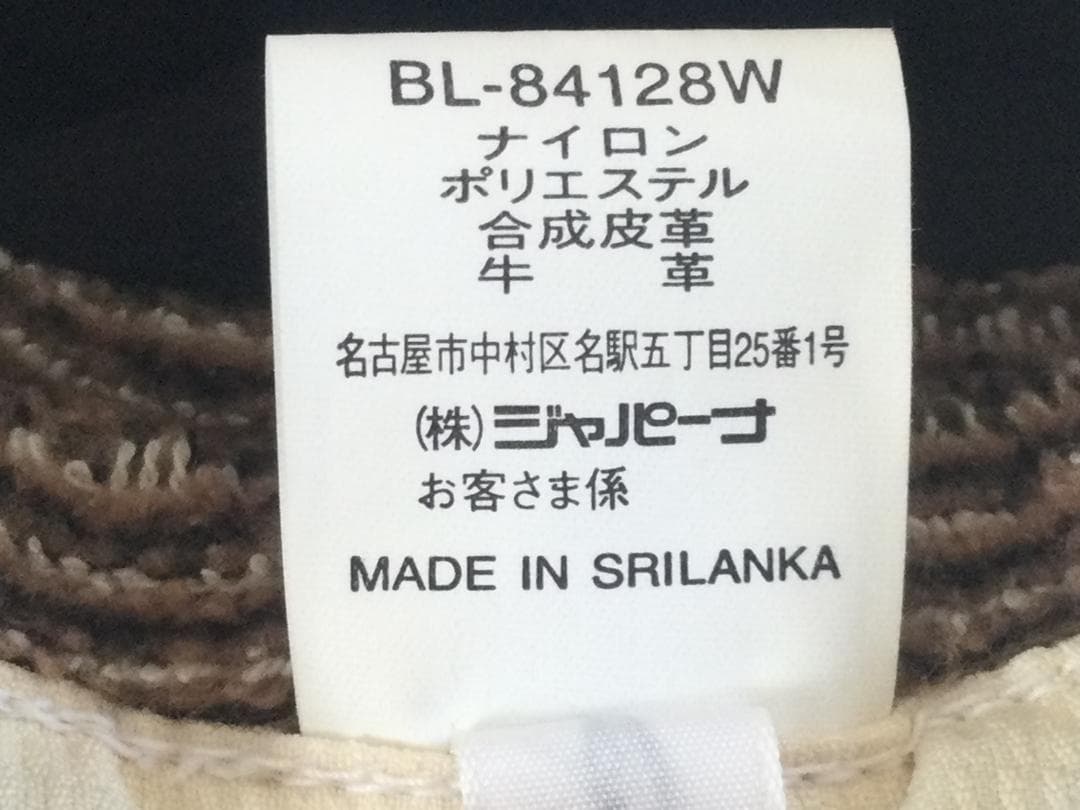 BL-84128W
ナイロン
ポリエステル
合成皮革
牛　　革
名古屋市中村区名駅五丁目25番1号
(株)ジャパーナ
お客さま係
MADE IN SRILANKA